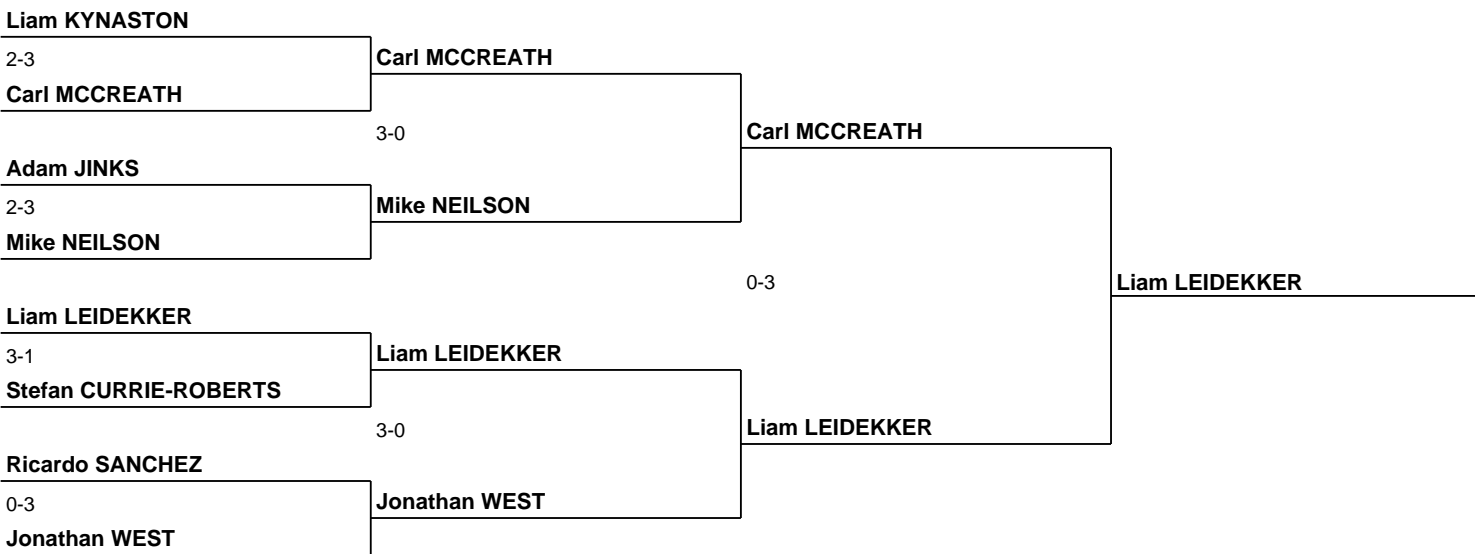 Liam KYNASTON
2-3
Carl MCCREATH
Carl MCCREATH
3-0
Carl MCCREATH
Adam JINKS
2-3
Mike NEILSON
Mike NEILSON
0-3
Liam LEIDEKKER
Liam LEIDEKKER
3-1
Liam LEIDEKKER
Stefan CURRIE-ROBERTS
3-0
Liam LEIDEKKER
Ricardo SANCHEZ
0-3
Jonathan WEST
Jonathan WEST